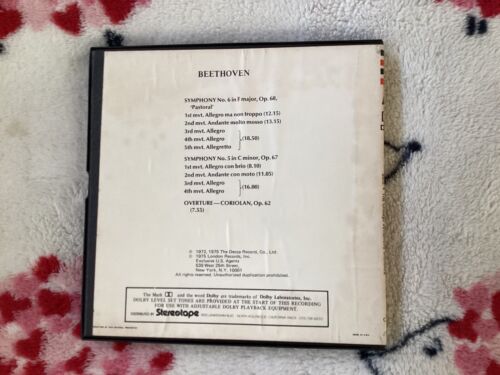 BEETHOVEN
SYMPHONY No. 6 in F major, Op. 68,
'Pastoral'
1st mvt. Allegro ma non troppo (12.15)
2nd mvt. Andante molto mosso (13.15)
3rd mvt. Allegro
4th mvt. Allegro (18.50)
5th mvt. Allegretto
SYMPHONY No. 5 in C minor, Op. 67
1st mvt. Allegro con brio (8.10)
2nd mvt. Andante con moto (11.05)
3rd mvt. Allegro
4th mvt. Allegro (16.00)
OVERTURE—CORIOLAN, Op. 62
(7.55)
℗ 1972, 1975 The Decca Record, Co., Ltd.
© 1975 London Records, Inc.
Exclusive U.S. Agents
539 West 25th Street,
New York, N.Y. 10001
All rights reserved. Unauthorized duplication prohibited.
The Mark and the word Dolby are trademarks of Dolby Laboratories, Inc.
DOLBY LEVEL SET TONES ARE PROVIDED AT THE START OF THIS RECORDING
FOR USE WITH ADJUSTABLE DOLBY PLAYBACK EQUIPMENT.
DISTRIBUTED BY Stereotape